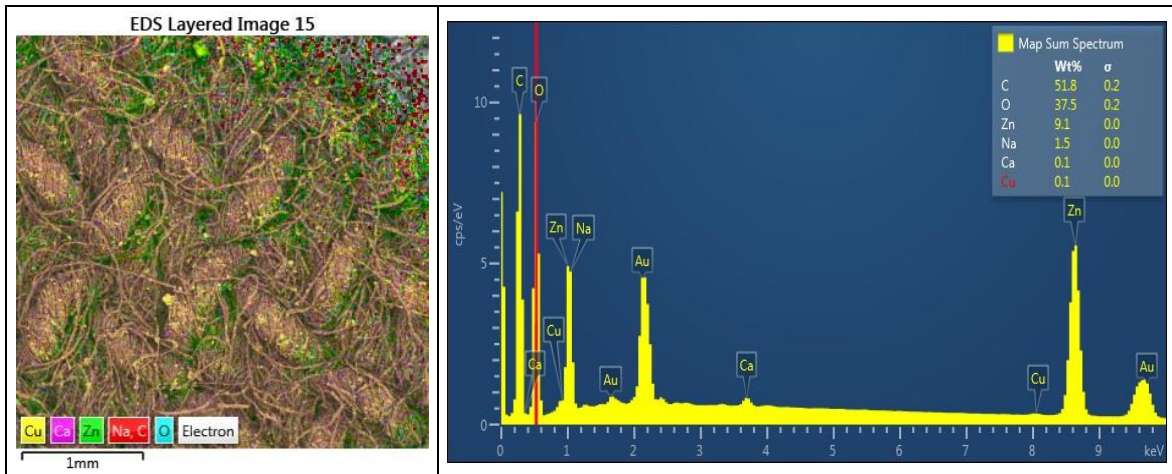 EDS Layered Image 15
Cu Ca Zn Na, C O Electron
1mm
Map Sum Spectrum
Wt% σ
C 51.8 0.2
O 37.5 0.2
Zn 9.1 0.0
Na 1.5 0.0
Ca 0.1 0.0
Cu 0.1 0.0
cps/eV
10
5
0
C
O
Zn
Na
Au
Zn
Cu
Ca
Au
Ca
Cu
Au
0 1 2 3 4 5 6 7 8 9 keV